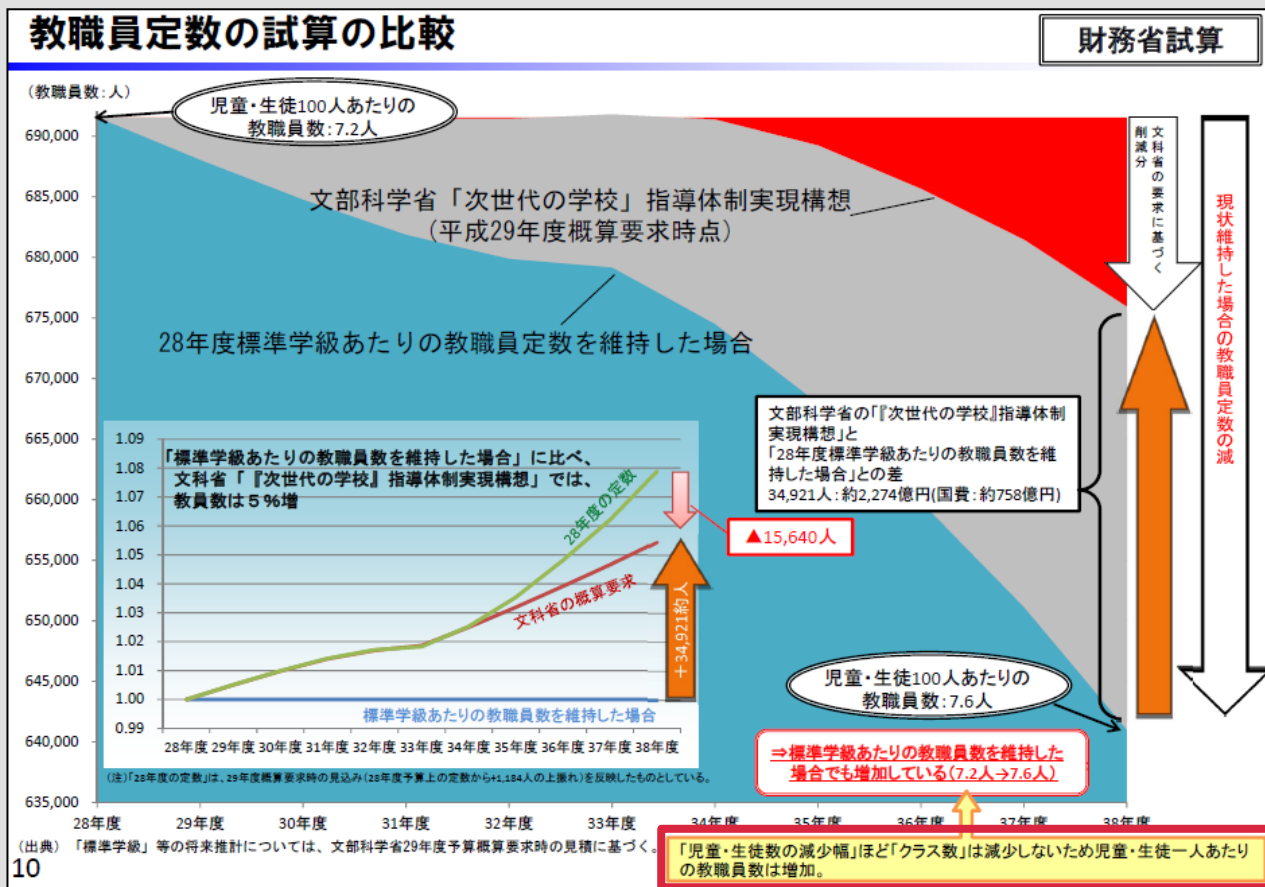 教職員定数の試算の比較
財務省試算
(教職員数:人)
児童・生徒100人あたりの
教職員数:7.2人
690,000
685,000
680,000
675,000
670,000
665,000
660,000
655,000
650,000
645,000
640,000
635,000
文部科学省「次世代の学校」指導体制実現構想
(平成29年度概算要求時点)
28年度標準学級あたりの教職員定数を維持した場合
文科省の要求に基づく
削減分
現状維持した場合の教職員定数の減
文部科学省の「『次世代の学校』指導体制
実現構想」と
「28年度標準学級あたりの教職員数を維
持した場合」との差
34,921人:約2,274億円(国費:約758億円)
1.09
1.08
1.07
1.06
1.05
1.04
1.03
1.02
1.01
1.00
0.99
「標準学級あたりの教職員数を維持した場合」に比べ、
文科省「『次世代の学校』指導体制実現構想」では、
教員数は5%増
28年度の定数
文科省の概算要求
標準学級あたりの教職員数を維持した場合
▲15,640人
+34,921約人
28年度 29年度 30年度 31年度 32年度 33年度 34年度 35年度 36年度 37年度 38年度
(注)「28年度の定数」は、29年度概算要求時の見込み(28年度予算上の定数から+1,184人の上振れ)を反映したものとしている。
児童・生徒100人あたりの
教職員数:7.6人
⇒標準学級あたりの教職員数を維持した
場合でも増加している(7.2人→7.6人)
28年度 29年度 30年度 31年度 32年度 33年度 34年度 35年度 36年度 37年度 38年度
(出典) 「標準学級」等の将来推計については、文部科学省29年度予算概算要求時の見積に基づく。
「児童・生徒数の減少幅」ほど「クラス数」は減少しないため児童・生徒一人あたり
の教職員数は増加。
10